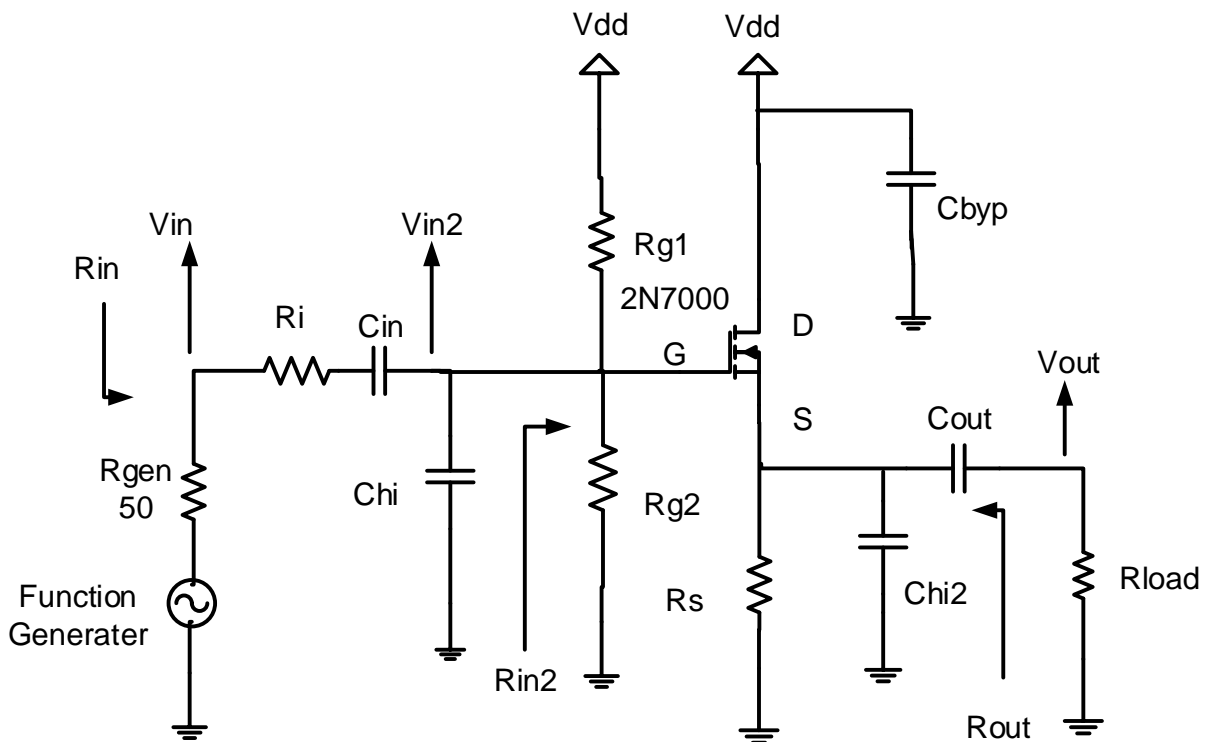 Vdd
Vdd
Cbyp
Vin
Vin2
Rin
Rg1
2N7000
Ri
Cin
D
G
Vout
S
Cout
Rgen
50
Chi
Rg2
Function
Generater
Rs
Chi2
Rload
Rin2
Rout